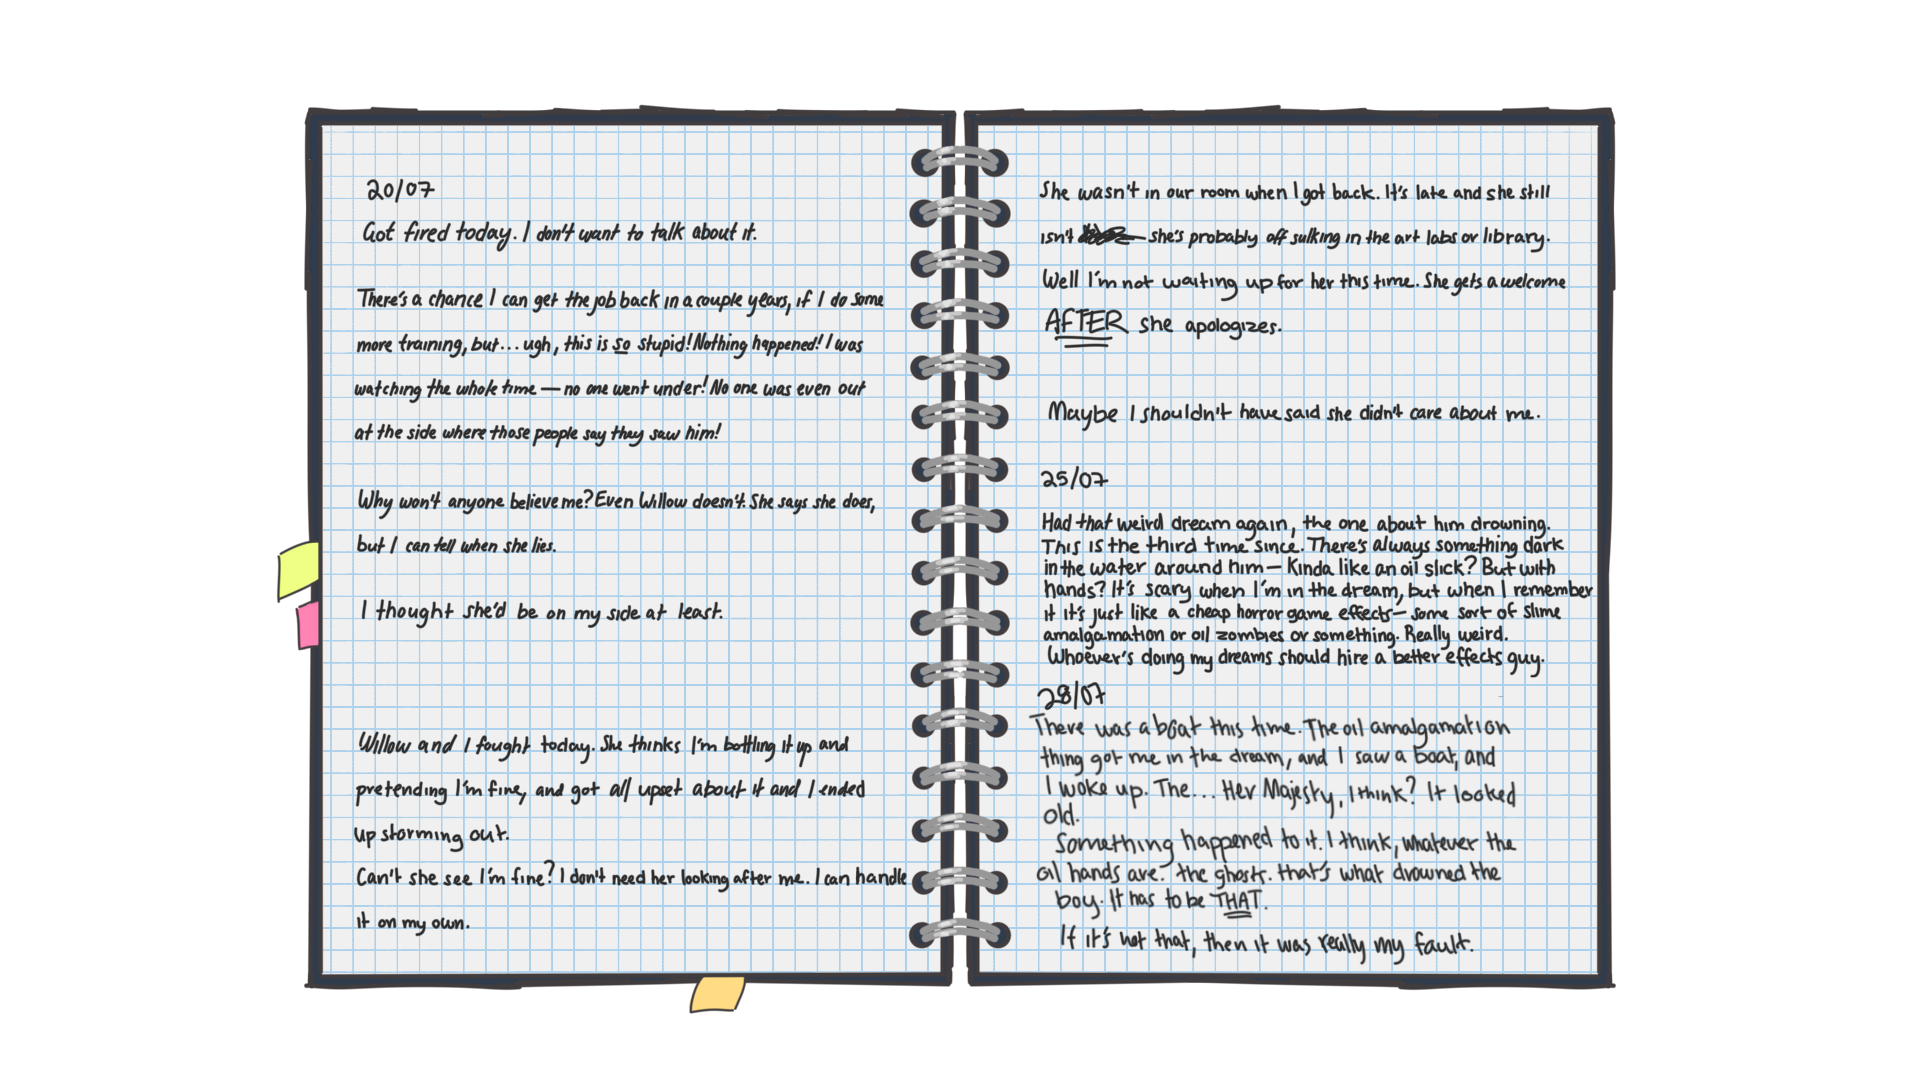 20/07
Got fired today. I don't want to talk about it.
There's a chance I can get the job back in a couple years, if I do some
more training, but... ugh, this is so stupid! Nothing happened! I was
watching the whole time — no one went under! No one was even out
at the side where those people say they saw him!
Why won't anyone believe me? Even Willow doesn't. She says she does,
but I can tell when she lies.
I thought she'd be on my side at least.
Willow and I fought today. She thinks I'm bottling it up and
pretending I'm fine, and got all upset about it and I ended
up storming out.
Can't she see I'm fine? I don't need her looking after me. I can handle
it on my own.
She wasn't in our room when I got back. It's late and she still
isn't she's probably off sulking in the art labs or library.
Well I'm not waiting up for her this time. She gets a welcome
AFTER she apologizes.
Maybe I shouldn't have said she didn't care about me.
25/07
Had that weird dream again, the one about him drowning.
This is the third time since. There's always something dark
in the water around him — Kinda like an oil slick? But with
hands? It's scary when I'm in the dream, but when I remember
it it's just like a cheap horror game effects — some sort of slime
amalgamation or oil zombies or something. Really weird.
Whoever's doing my dreams should hire a better effects guy.
28/07
There was a boat this time. The oil amalgamation
thing got me in the dream, and I saw a boat, and
I woke up. The... Her Majesty, I think? It looked
old.
Something happened to it. I think, whatever the
oil hands are. the ghosts. that's what drowned the
boy. It has to be THAT.
If it's not that, then it was really my fault.